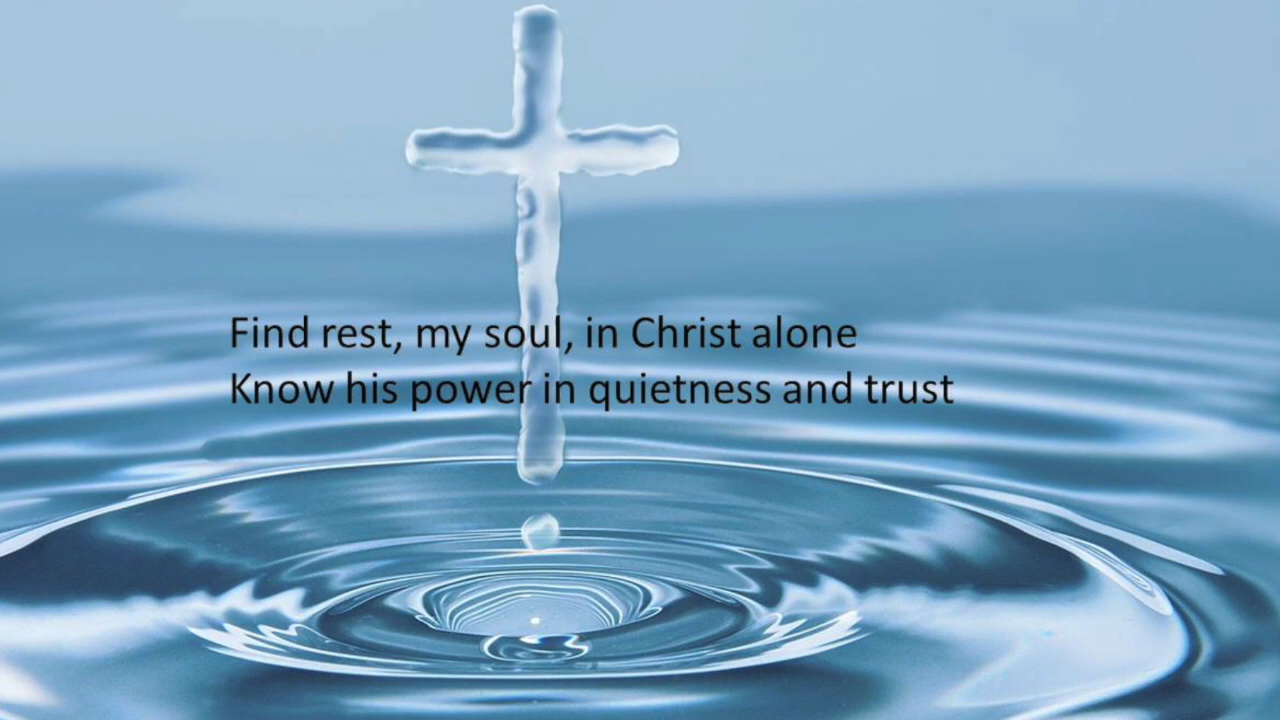 Find rest, my soul, in Christ alone
Know his power in quietness and trust